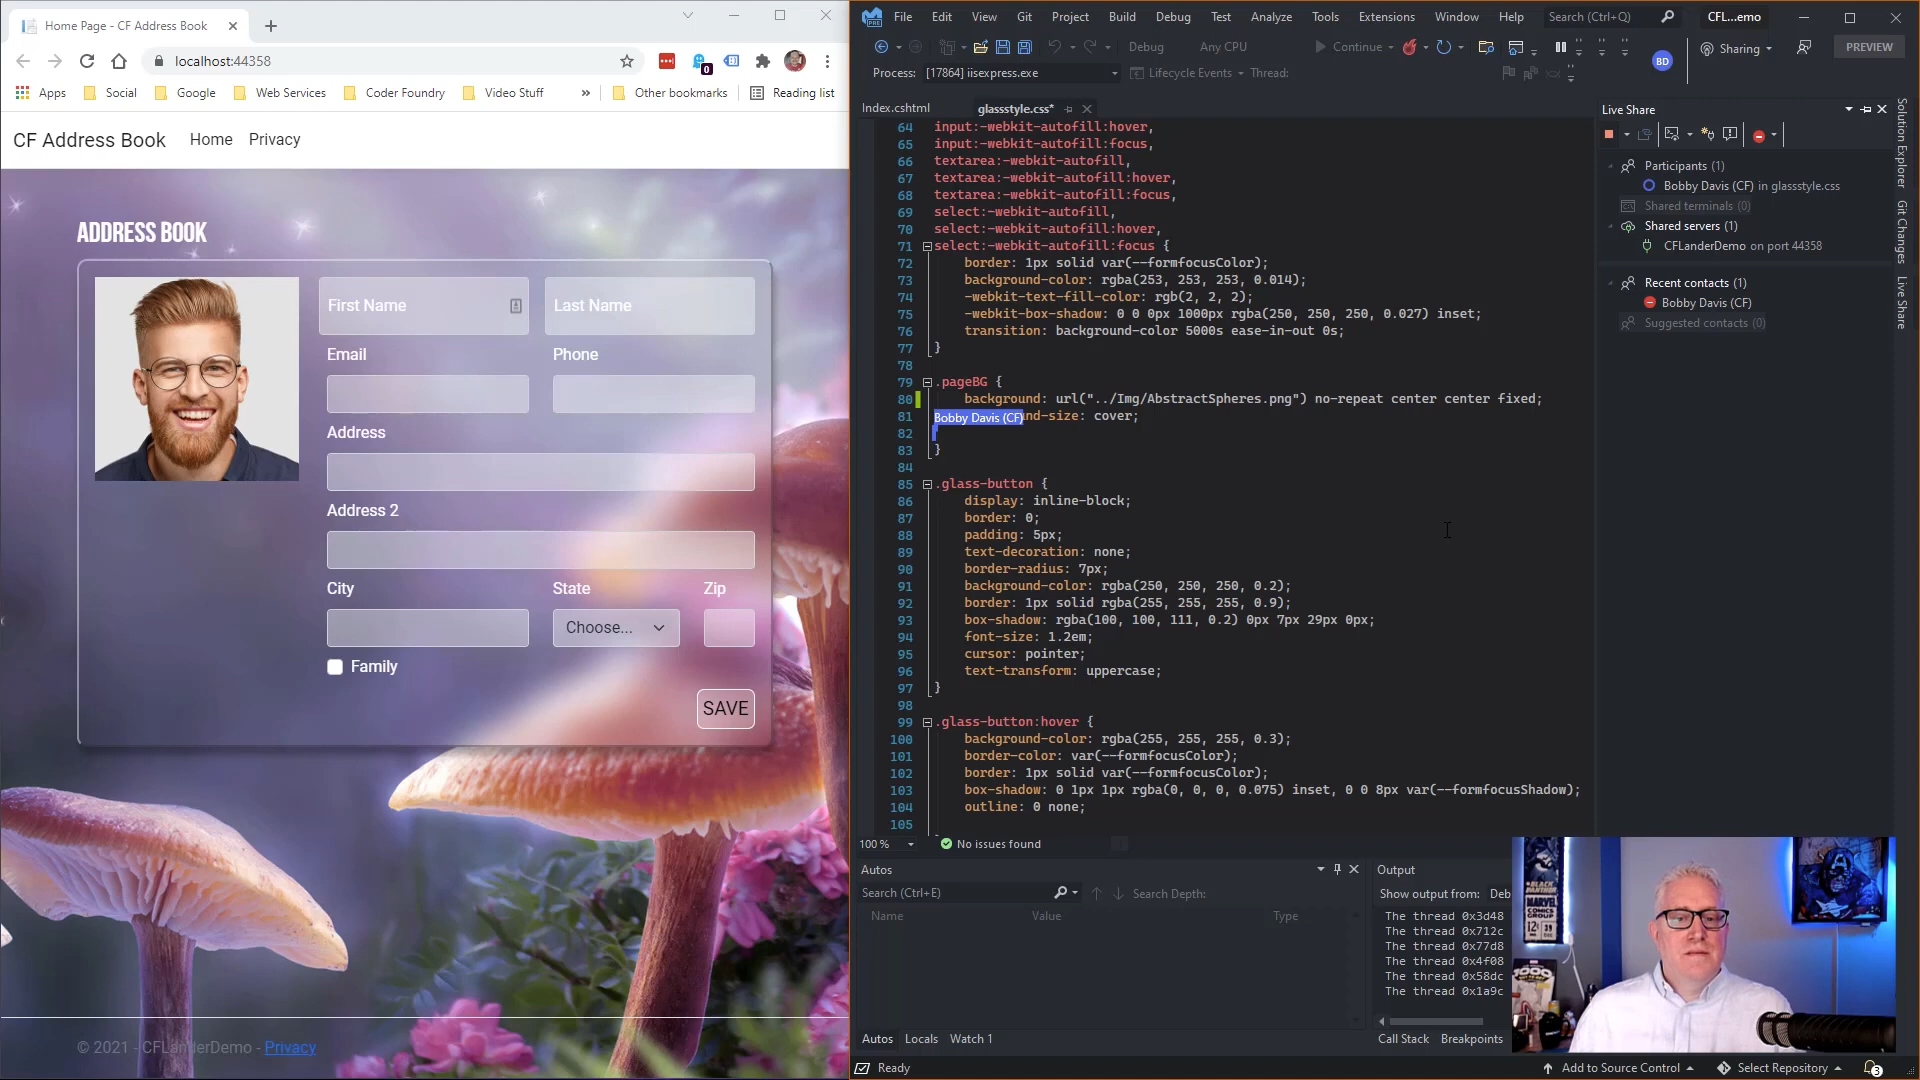 Home Page - CF Address Book
localhost:44358
0
Apps
Social
Google
Web Services
Coder Foundry
Video Stuff
»
Other bookmarks
Reading list
CF Address Book
Home
Privacy
ADDRESS BOOK
First Name
Last Name
Email
Phone
Address
Address 2
City
State
Zip
Choose...
Family
SAVE
© 2021 - CFLanderDemo - Privacy
File
Edit
View
Git
Project
Build
Debug
Test
Analyze
Tools
Extensions
Window
Help
Search (Ctrl+Q)
CFL...emo
Debug
Any CPU
Continue
BD
Sharing
PREVIEW
Process: [17864] iisexpress.exe
Lifecycle Events
Thread:
Index.cshtml
glassstyle.css*
64 input:-webkit-autofill:hover,
65 input:-webkit-autofill:focus,
66 textarea:-webkit-autofill,
67 textarea:-webkit-autofill:hover,
68 textarea:-webkit-autofill:focus,
69 select:-webkit-autofill,
70 select:-webkit-autofill:hover,
71 select:-webkit-autofill:focus {
72 border: 1px solid var(--formfocusColor);
73 background-color: rgba(253, 253, 253, 0.014);
74 -webkit-text-fill-color: rgb(2, 2, 2);
75 -webkit-box-shadow: 0 0 0px 1000px rgba(250, 250, 250, 0.027) inset;
76 transition: background-color 5000s ease-in-out 0s;
77 }
78
79 .pageBG {
80 background: url("../Img/AbstractSpheres.png") no-repeat center center fixed;
81 Bobby Davis (CF) nd-size: cover;
82
83 }
84
85 .glass-button {
86 display: inline-block;
87 border: 0;
88 padding: 5px;
89 text-decoration: none;
90 border-radius: 7px;
91 background-color: rgba(250, 250, 250, 0.2);
92 border: 1px solid rgba(255, 255, 255, 0.9);
93 box-shadow: rgba(100, 100, 111, 0.2) 0px 7px 29px 0px;
94 font-size: 1.2em;
95 cursor: pointer;
96 text-transform: uppercase;
97 }
98
99 .glass-button:hover {
100 background-color: rgba(255, 255, 255, 0.3);
101 border-color: var(--formfocusColor);
102 border: 1px solid var(--formfocusColor);
103 box-shadow: 0 1px 1px rgba(0, 0, 0, 0.075) inset, 0 0 8px var(--formfocusShadow);
104 outline: 0 none;
105
100 %
No issues found
Live Share
Participants (1)
Bobby Davis (CF) in glassstyle.css
Shared terminals (0)
Shared servers (1)
CFLanderDemo on port 44358
Recent contacts (1)
Bobby Davis (CF)
Suggested contacts (0)
Solution Explorer
Git Changes
Live Share
Autos
Search (Ctrl+E)
Search Depth:
Name
Value
Type
Autos
Locals
Watch 1
Output
Show output from: Deb
The thread 0x3d48
The thread 0x712c
The thread 0x77d8
The thread 0x4f08
The thread 0x58dc
The thread 0x1a9c
Call Stack
Breakpoints
BLACK PANTHER
MARVEL
COMICS
GROUP
12¢
Ready
Add to Source Control
Select Repository
3